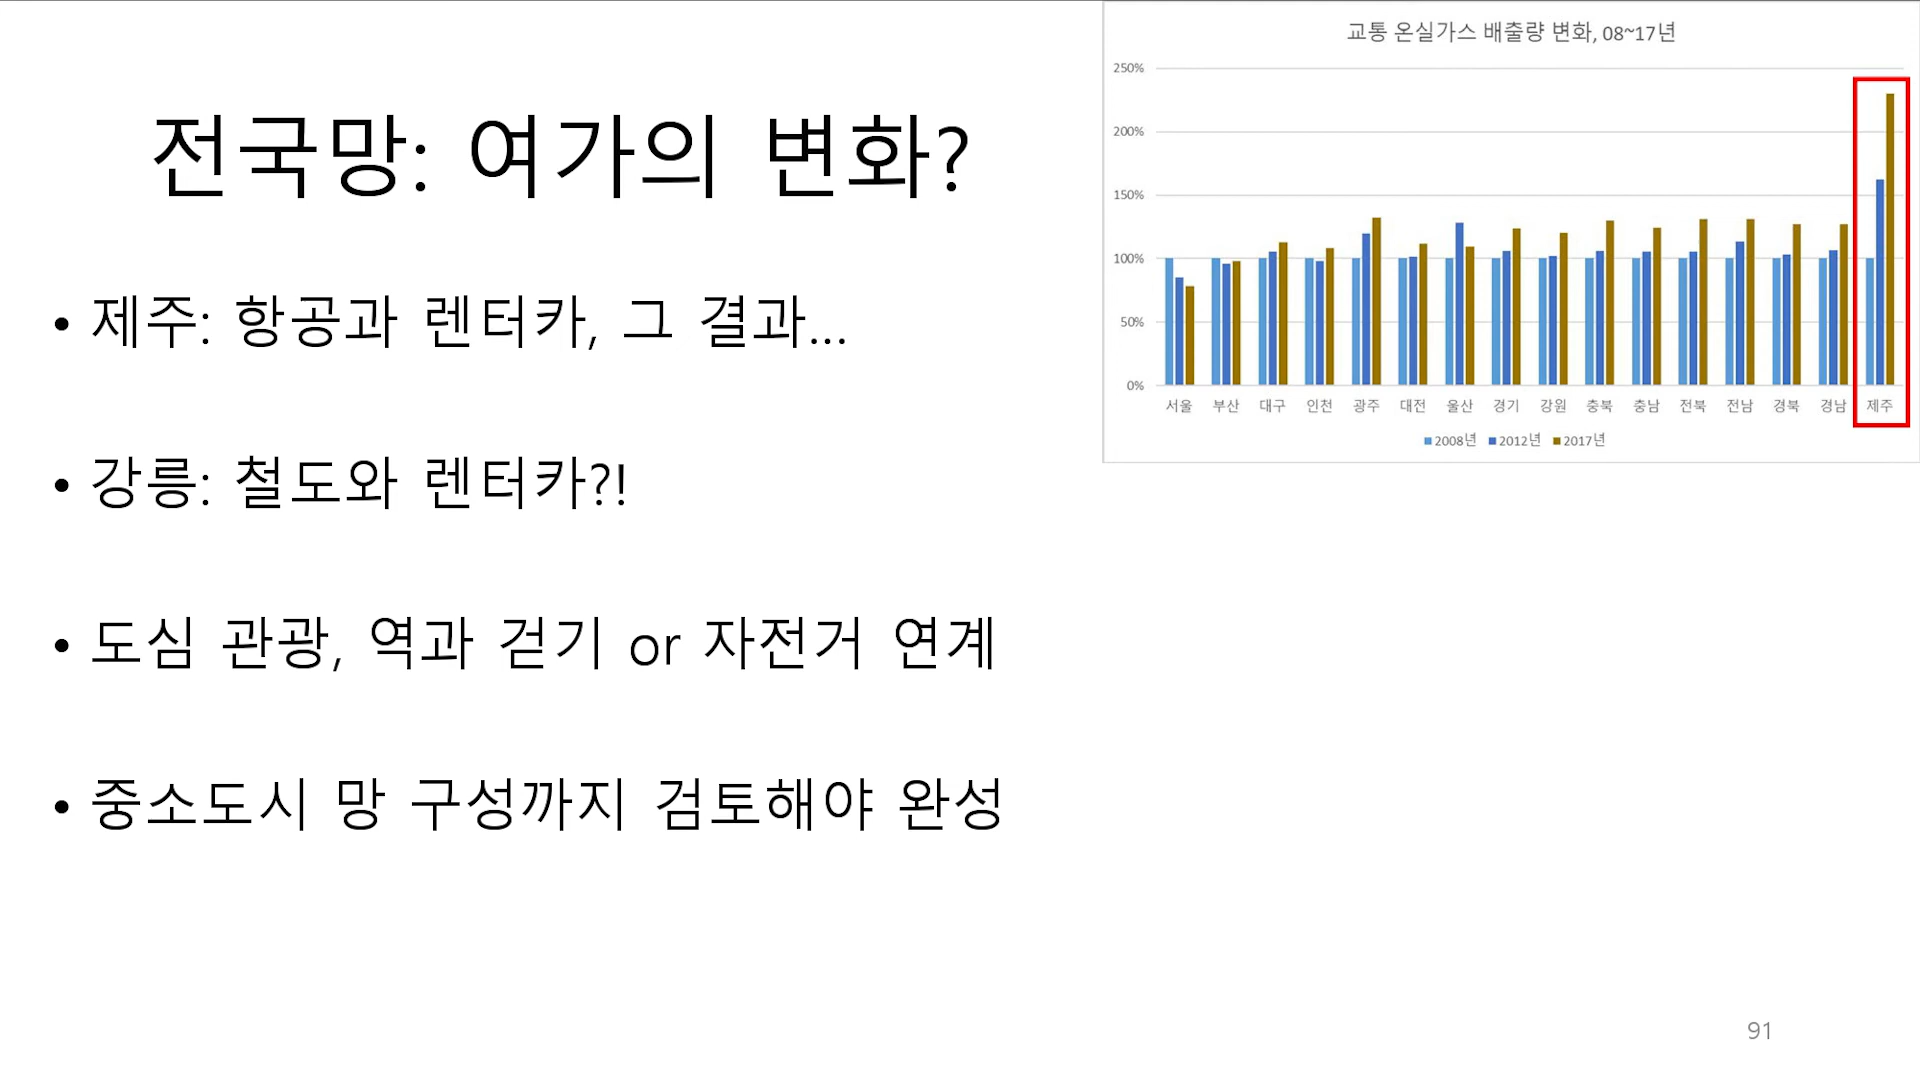 전국망: 여가의 변화?
• 제주: 항공과 렌터카, 그 결과...
• 강릉: 철도와 렌터카?!
• 도심 관광, 역과 걷기 or 자전거 연계
• 중소도시 망 구성까지 검토해야 완성
교통 온실가스 배출량 변화, 08~17년
250%
200%
150%
100%
50%
0%
서울 부산 대구 인천 광주 대전 울산 경기 강원 충북 충남 전북 전남 경북 경남 제주
2008년 2012년 2017년
91